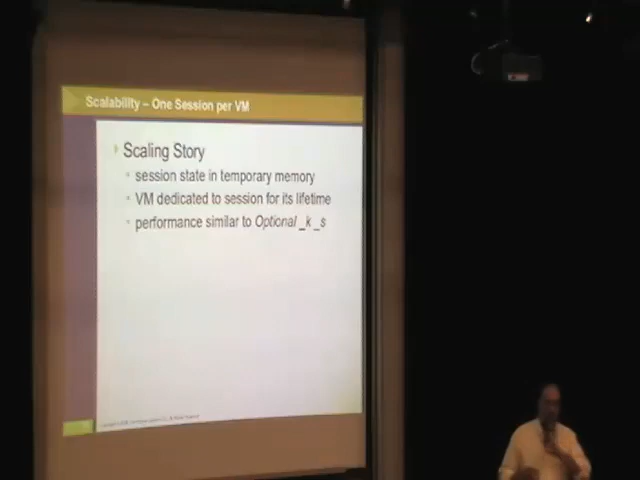 Scalability – One Session per VM
Scaling Story
session state in temporary memory
VM dedicated to session for its lifetime
performance similar to Optional _k _s